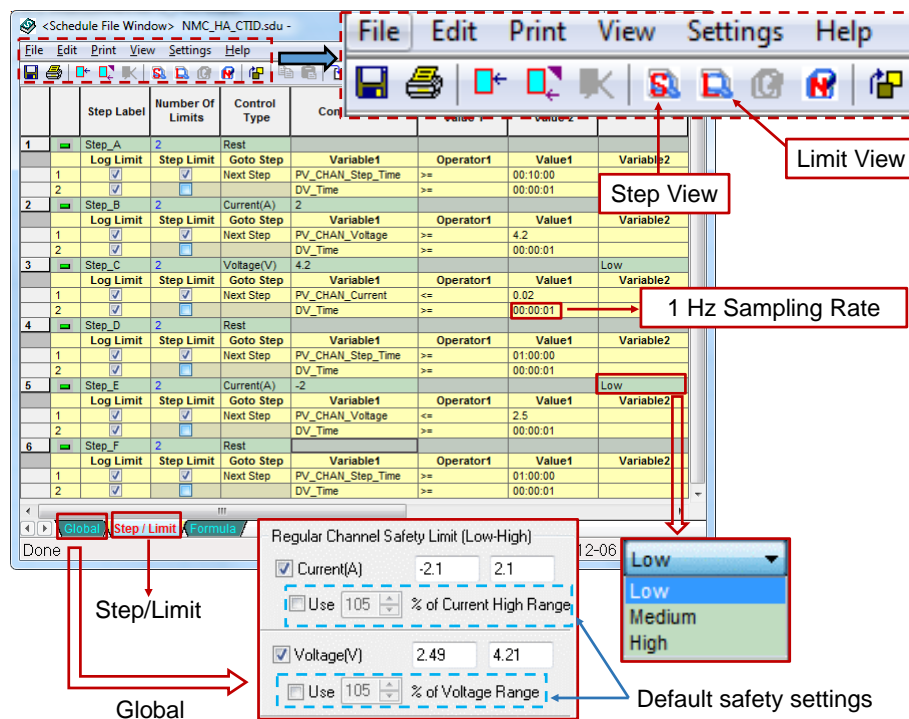 <Schedule File Window> NMC_HA_CTID.sdu -
File Edit Print View Settings Help
File Edit Print View Settings Help
Step Label Number Of Limits Control Type
Step View
Limit View
1 Step_A 2 Rest
Log Limit Step Limit Goto Step Variable1 Operator1 Value1 Variable2
1 Next Step PV_CHAN_Step_Time >= 00:10:00
2 DV_Time >= 00:00:01
2 Step_B 2 Current(A) 2
Log Limit Step Limit Goto Step Variable1 Operator1 Value1 Variable2
1 Next Step PV_CHAN_Voltage >= 4.2
2 DV_Time >= 00:00:01
3 Step_C 2 Voltage(V) 4.2 Low
Log Limit Step Limit Goto Step Variable1 Operator1 Value1 Variable2
1 Next Step PV_CHAN_Current <= 0.02
2 DV_Time >= 00:00:01
1 Hz Sampling Rate
4 Step_D 2 Rest
Log Limit Step Limit Goto Step Variable1 Operator1 Value1 Variable2
1 Next Step PV_CHAN_Step_Time >= 01:00:00
2 DV_Time >= 00:00:01
5 Step_E 2 Current(A) -2 Low
Log Limit Step Limit Goto Step Variable1 Operator1 Value1 Variable2
1 Next Step PV_CHAN_Voltage <= 2.5
2 DV_Time >= 00:00:01
6 Step_F 2 Rest
Log Limit Step Limit Goto Step Variable1 Operator1 Value1 Variable2
1 Next Step PV_CHAN_Step_Time >= 01:00:00
2 DV_Time >= 00:00:01
Global Step / Limit Formula
Done
12-06
Step/Limit
Global
Regular Channel Safety Limit (Low-High)
Current(A) -2.1 2.1
Use 105 % of Current High Range
Voltage(V) 2.49 4.21
Use 105 % of Voltage Range
Low
Low
Medium
High
Default safety settings